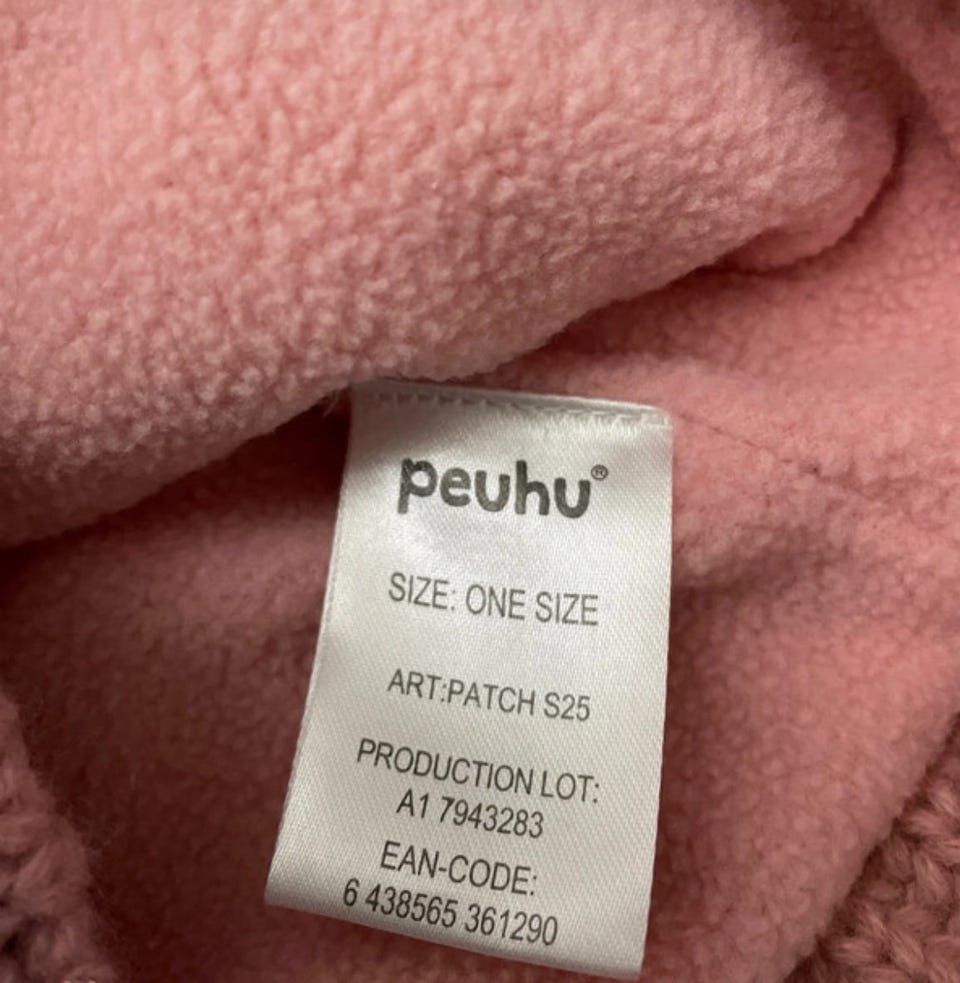 peuhu®
SIZE: ONE SIZE
ART:PATCH S25
PRODUCTION LOT:
A1 7943283
EAN-CODE:
6 438565 361290